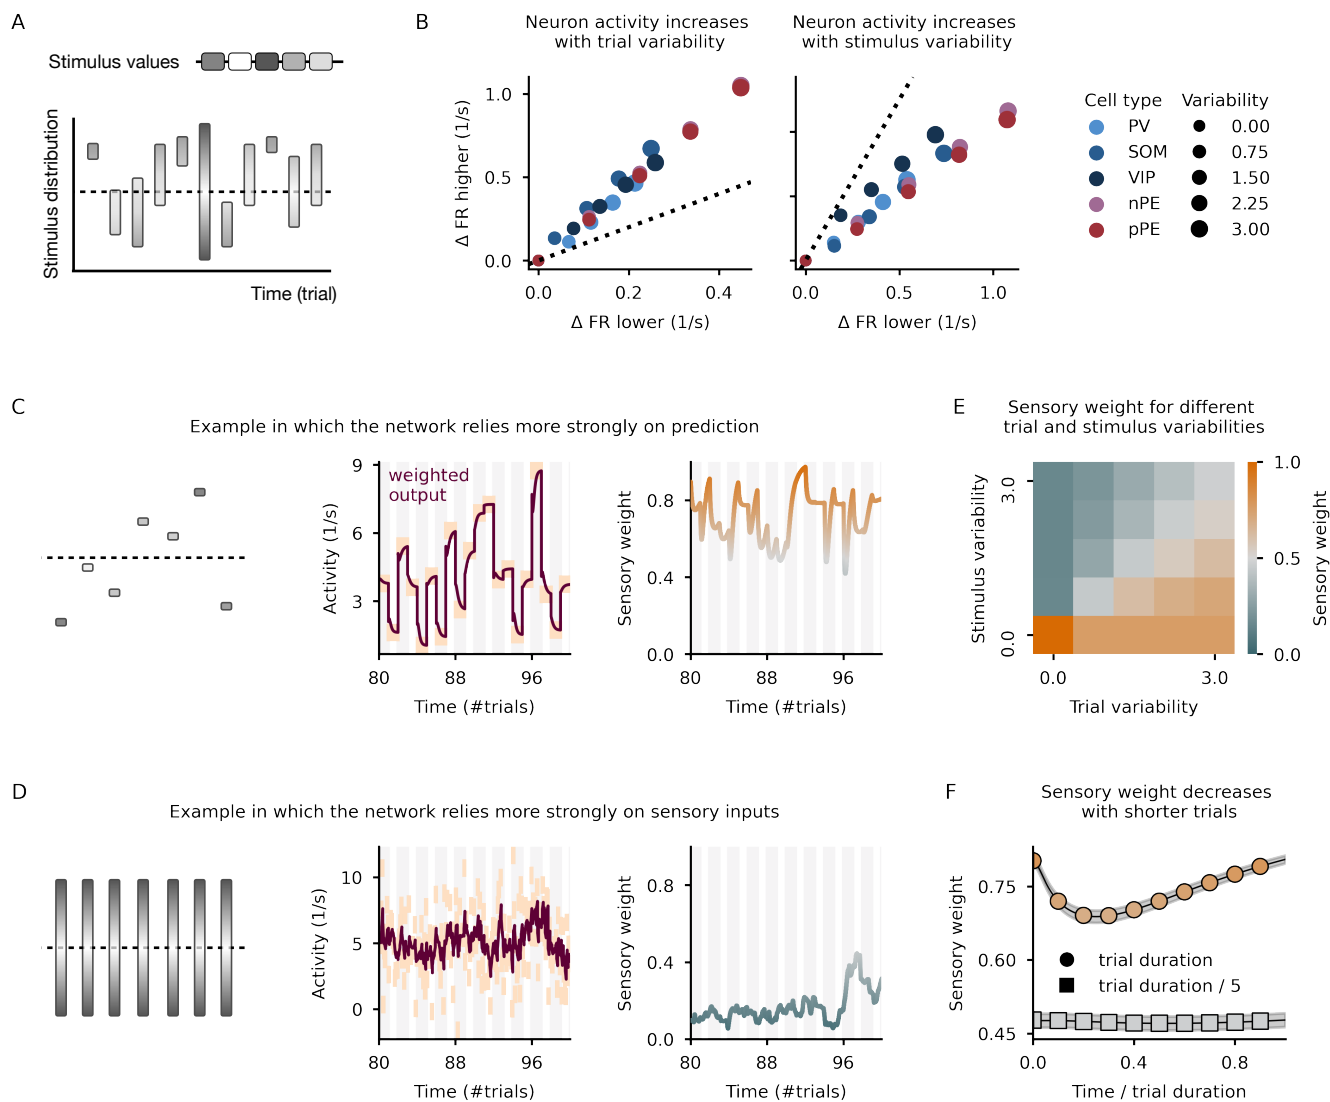 A
Stimulus values
Stimulus distribution
Time (trial)
B
Neuron activity increases
with trial variability
Δ FR higher (1/s)
1.0
0.5
0.0
0.0 0.2 0.4
Δ FR lower (1/s)
Neuron activity increases
with stimulus variability
0.0 0.5 1.0
Δ FR lower (1/s)
Cell type Variability
PV 0.00
SOM 0.75
VIP 1.50
nPE 2.25
pPE 3.00
C
Example in which the network relies more strongly on prediction
Activity (1/s)
9
6
3
weighted
output
80 88 96
Time (#trials)
Sensory weight
0.8
0.4
0.0
80 88 96
Time (#trials)
E
Sensory weight for different
trial and stimulus variabilities
Stimulus variability
3.0
0.0
0.0 3.0
Trial variability
1.0
0.5
0.0
Sensory weight
D
Example in which the network relies more strongly on sensory inputs
Activity (1/s)
10
5
0
80 88 96
Time (#trials)
Sensory weight
0.8
0.4
0.0
80 88 96
Time (#trials)
F
Sensory weight decreases
with shorter trials
Sensory weight
0.75
0.60
0.45
trial duration
trial duration / 5
0.0 0.4 0.8
Time / trial duration